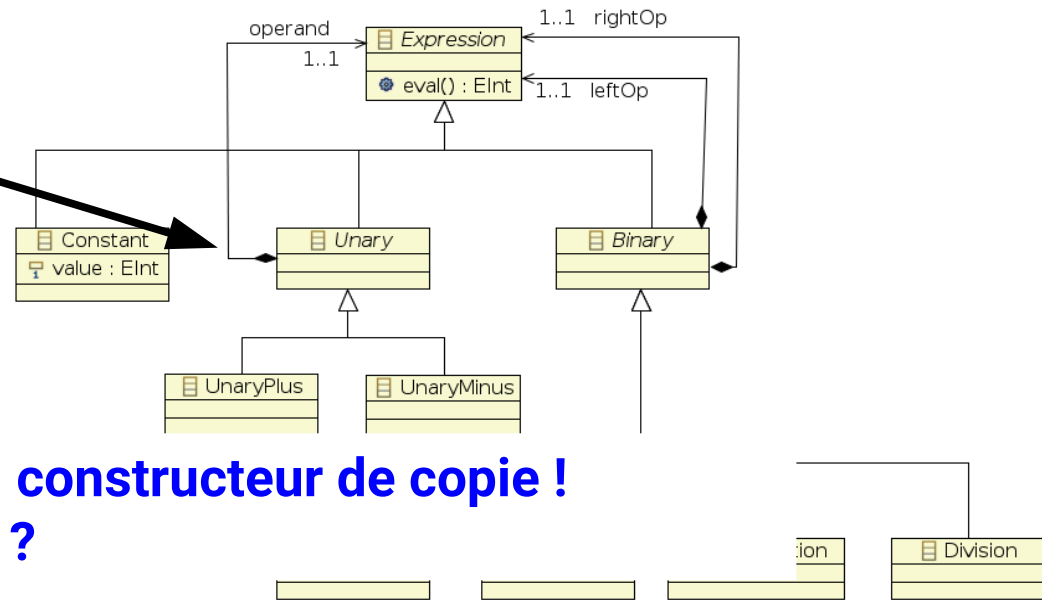 operand
1..1
1..1 rightOp
Expression
eval() : EInt
1..1 leftOp
Constant
value : EInt
Unary
Binary
UnaryPlus
UnaryMinus
constructeur de copie !
?
Division